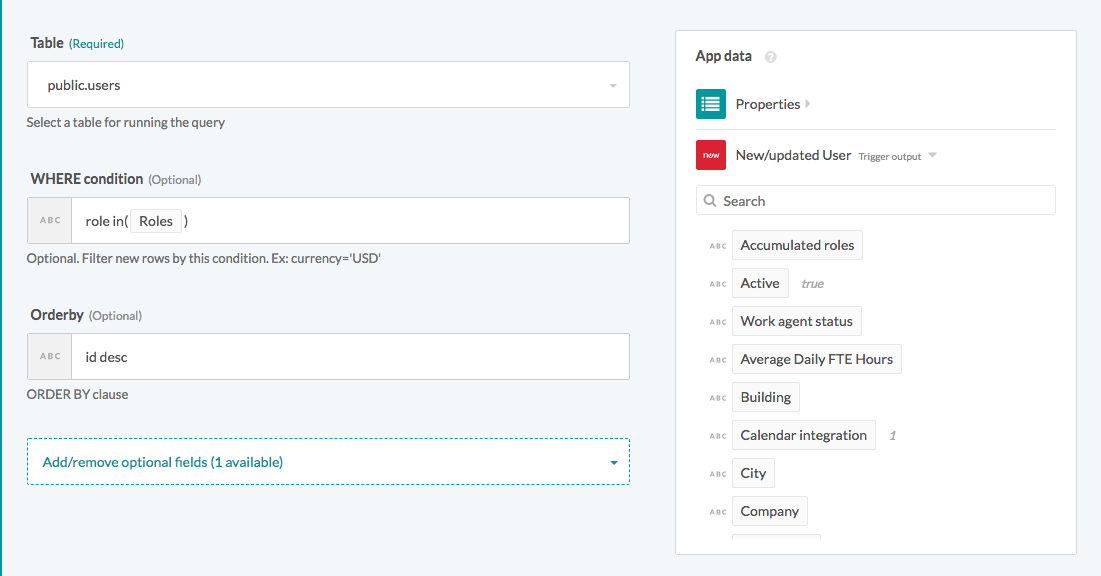 Table (Required)
public.users
Select a table for running the query
WHERE condition (Optional)
ABC role in( Roles )
Optional. Filter new rows by this condition. Ex: currency='USD'
Orderby (Optional)
ABC id desc
ORDER BY clause
Add/remove optional fields (1 available)
App data ?
Properties
now New/updated User Trigger output
Search
ABC Accumulated roles
ABC Active true
ABC Work agent status
ABC Average Daily FTE Hours
ABC Building
ABC Calendar integration 1
ABC City
ABC Company